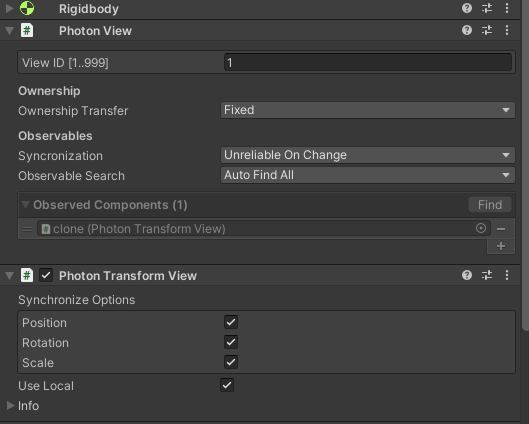 Rigidbody
# Photon View
View ID [1..999] 1
Ownership
Ownership Transfer Fixed
Observables
Syncronization Unreliable On Change
Observable Search Auto Find All
Observed Components (1) Find
clone (Photon Transform View)
# Photon Transform View
Synchronize Options
Position
Rotation
Scale
Use Local
Info